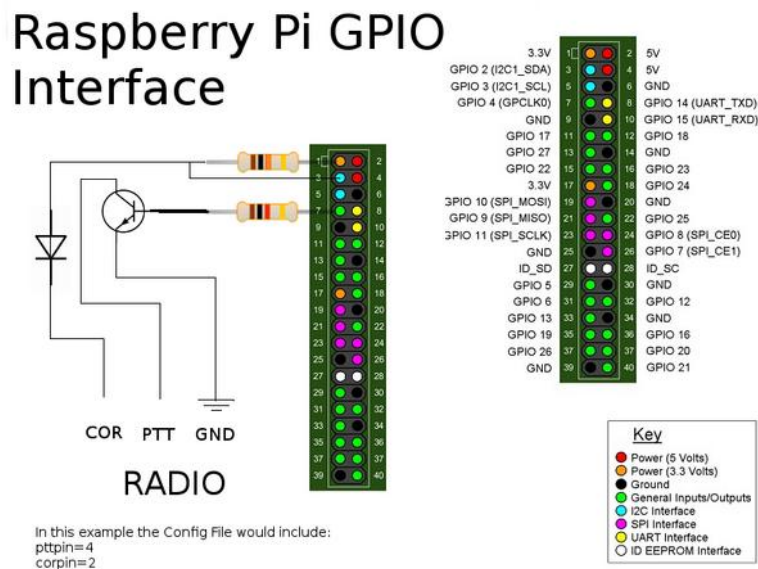 Raspberry Pi GPIO
Interface
1 2
3 4
5 6
7 8
9 10
11 12
13 14
15 16
17 18
19 20
21 22
23 24
25 26
27 28
29 30
31 32
33 34
35 36
37 37
39 40
COR PTT GND
RADIO
In this example the Config File would include:
pttpin=4
corpin=2
3.3V 1 2 5V
GPIO 2 (I2C1_SDA) 3 4 5V
GPIO 3 (I2C1_SCL) 5 6 GND
GPIO 4 (GPCLK0) 7 8 GPIO 14 (UART_TXD)
GND 9 10 GPIO 15 (UART_RXD)
GPIO 17 11 12 GPIO 18
GPIO 27 13 14 GND
GPIO 22 15 16 GPIO 23
3.3V 17 18 GPIO 24
GPIO 10 (SPI_MOSI) 19 20 GND
GPIO 9 (SPI_MISO) 21 22 GPIO 25
GPIO 11 (SPI_SCLK) 23 24 GPIO 8 (SPI_CE0)
GND 25 26 GPIO 7 (SPI_CE1)
ID_SD 27 28 ID_SC
GPIO 5 29 30 GND
GPIO 6 31 32 GPIO 12
GPIO 13 33 34 GND
GPIO 19 35 36 GPIO 16
GPIO 26 37 37 GPIO 20
GND 39 40 GPIO 21
Key
Power (5 Volts)
Power (3.3 Volts)
Ground
General Inputs/Outputs
I2C Interface
SPI Interface
UART Interface
ID EEPROM Interface